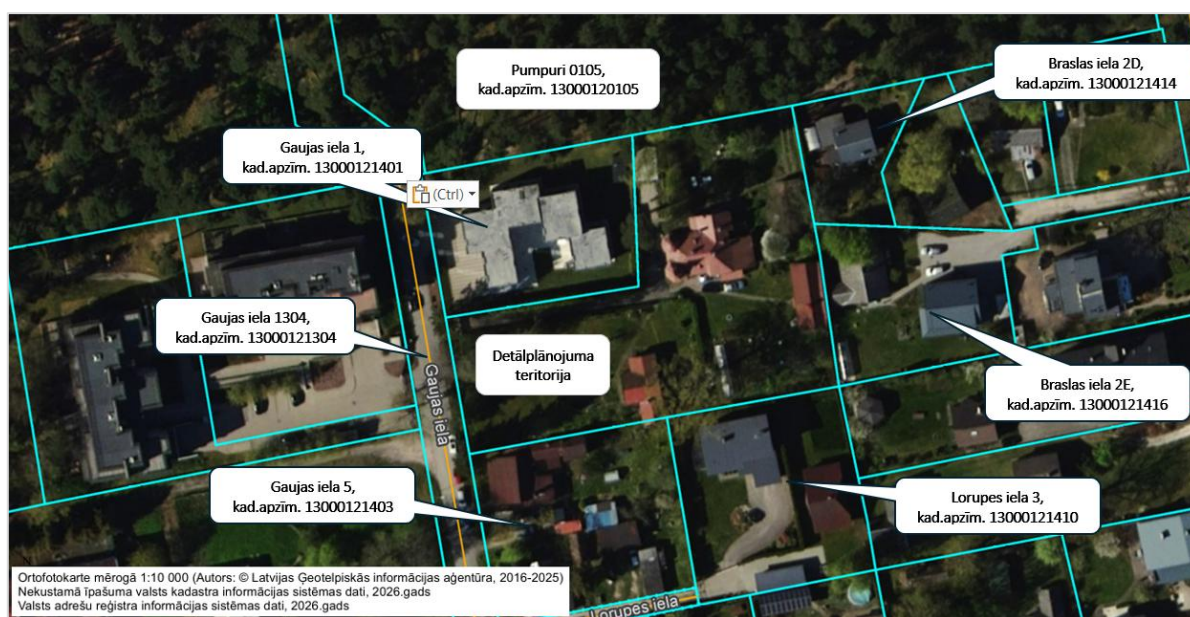 Pumpuri 0105,
kad.apzīm. 13000120105
Braslas iela 2D,
kad.apzīm. 13000121414
Gaujas iela 1,
kad.apzīm. 13000121401
(Ctrl)
Gaujas iela 1304,
kad.apzīm. 13000121304
Detālplānojuma
teritorija
Gaujas iela
Braslas iela 2E,
kad.apzīm. 13000121416
Gaujas iela 5,
kad.apzīm. 13000121403
Lorupes iela 3,
kad.apzīm. 13000121410
Ortofotokarte mērogā 1:10 000 (Autors: © Latvijas Ģeotelpiskās informācijas aģentūra, 2016-2025)
Nekustamā īpašuma valsts kadastra informācijas sistēmas dati, 2026.gads
Valsts adrešu reģistra informācijas sistēmas dati, 2026.gads
Lorupes iela